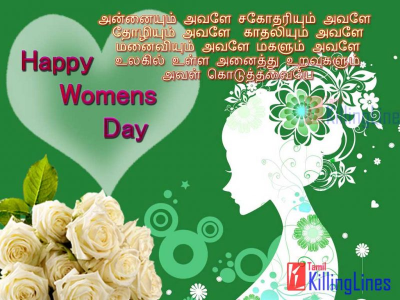 அன்னையும் அவளே சகோதரியும் அவளே
தோழியும் அவளே காதலியும் அவளே
மனைவியும் அவளே மகளும் அவளே
உலகில் உள்ள அனைத்து உறவுகளும்
அவள் கொடுத்தவையே
Happy
Womens
Day
Tamil
KillingLines